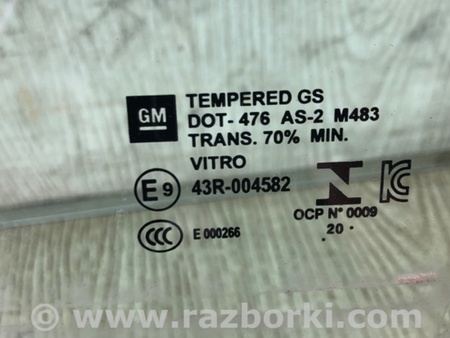 GM
TEMPERED GS
DOT- 476 AS-2 M483
TRANS. 70% MIN.
VITRO
E9 43R-004582
OCP N° 0009
. 20 .
CCC E 000266
KC
www.razborki.com